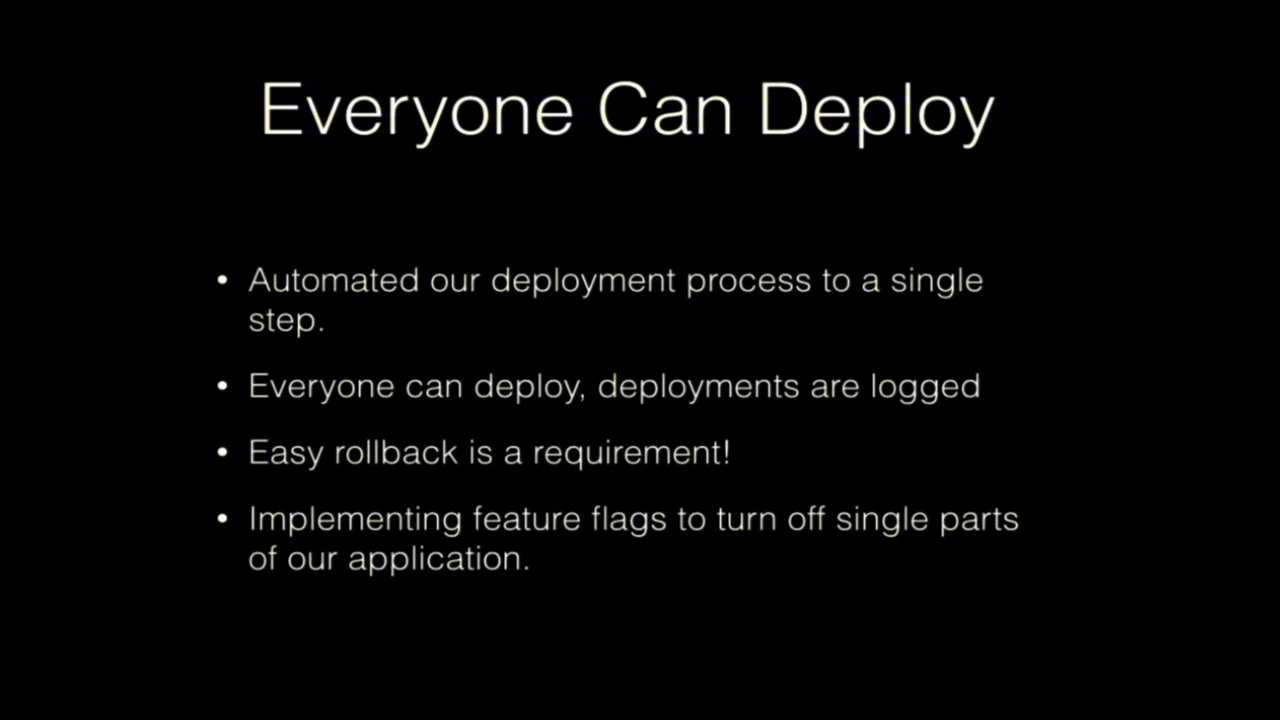 Everyone Can Deploy
• Automated our deployment process to a single
step.
• Everyone can deploy, deployments are logged
• Easy rollback is a requirement!
• Implementing feature flags to turn off single parts
of our application.